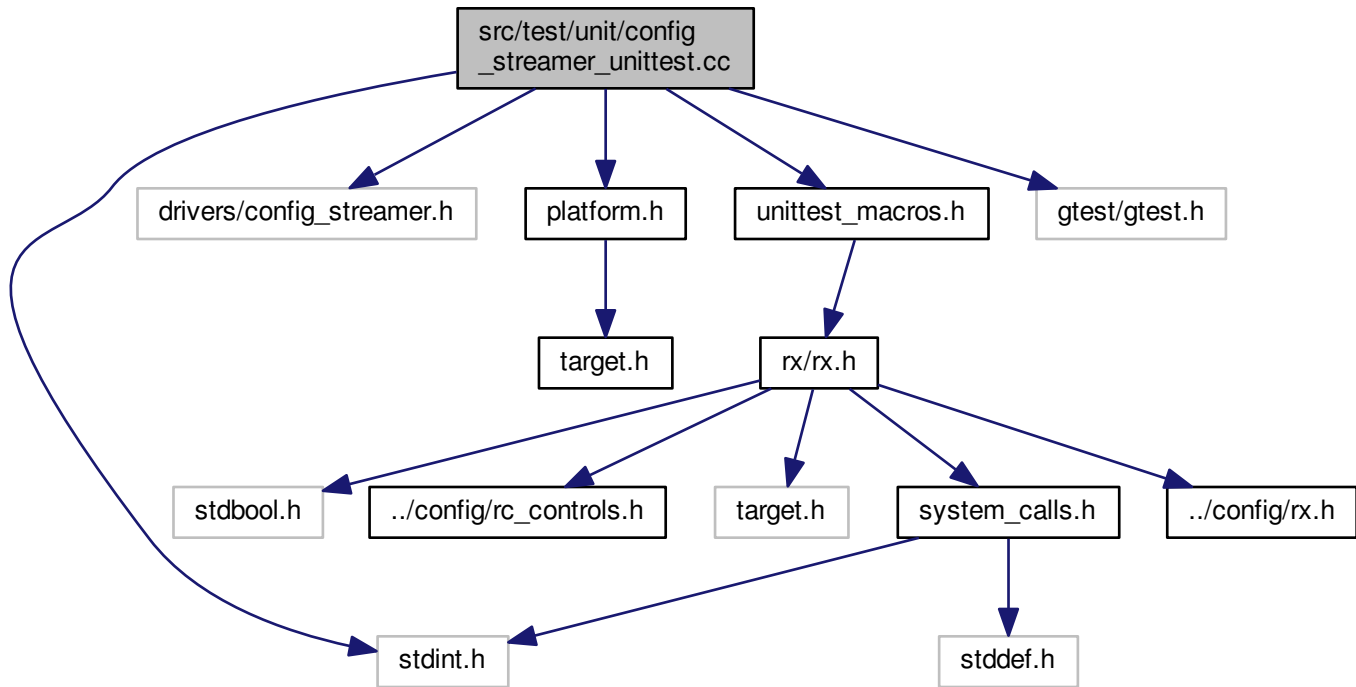 src/test/unit/config
_streamer_unittest.cc
drivers/config_streamer.h
platform.h
unittest_macros.h
gtest/gtest.h
target.h
rx/rx.h
stdbool.h
../config/rc_controls.h
target.h
system_calls.h
../config/rx.h
stdint.h
stddef.h